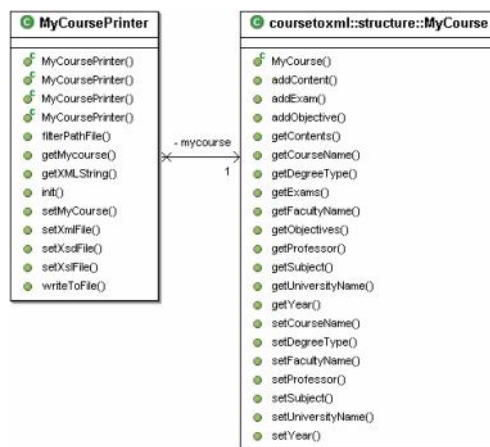 C MyCoursePrinter
c MyCoursePrinter()
c MyCoursePrinter()
c MyCoursePrinter()
c MyCoursePrinter()
filterPathFile()
getMycourse()
getXMLString()
init()
setMyCourse()
setXmlFile()
setXsdFile()
setXslFile()
writeToFile()
- mycourse
1
C coursetoxml::structure::MyCourse
c MyCourse()
addContent()
addExam()
addObjective()
getContents()
getCourseName()
getDegreeType()
getExams()
getFacultyName()
getObjectives()
getProfessor()
getSubject()
getUniversityName()
getYear()
setCourseName()
setDegreeType()
setFacultyName()
setProfessor()
setSubject()
setUniversityName()
setYear()